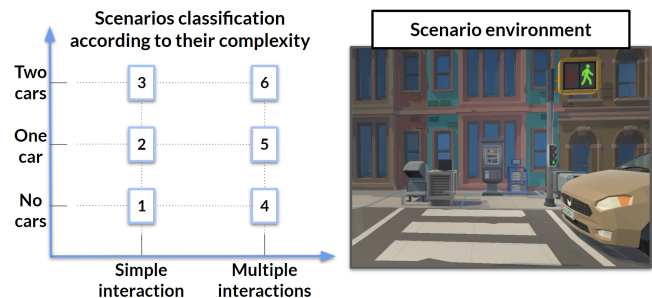 Scenarios classification
according to their complexity
Two
cars
3
6
One
car
2
5
No
cars
1
4
Simple
interaction
Multiple
interactions
Scenario environment